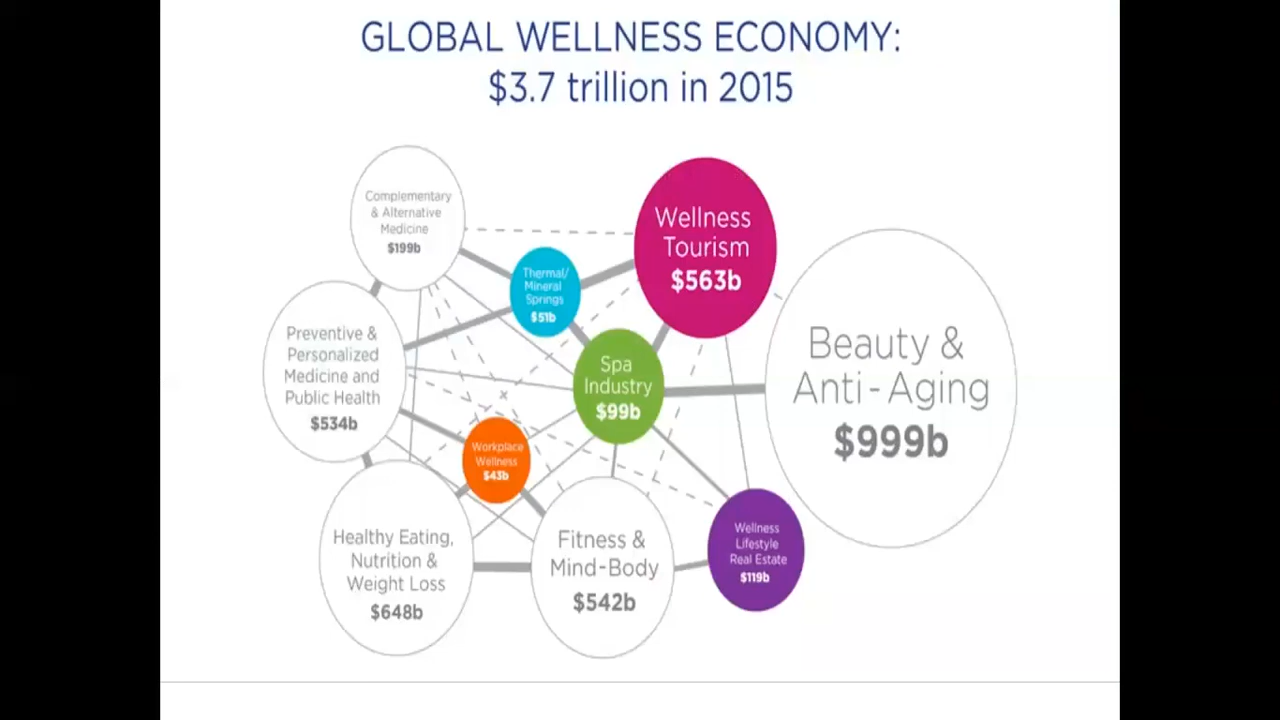 GLOBAL WELLNESS ECONOMY:
$3.7 trillion in 2015
Complementary
& Alternative
Medicine
$199b
Wellness
Tourism
$563b
Thermal/
Mineral
Springs
$51b
Preventive &
Personalized
Medicine and
Public Health
$534b
Spa
Industry
$99b
Beauty &
Anti-Aging
$999b
Workplace
Wellness
$43b
Healthy Eating,
Nutrition &
Weight Loss
$648b
Fitness &
Mind-Body
$542b
Wellness
Lifestyle
Real Estate
$119b